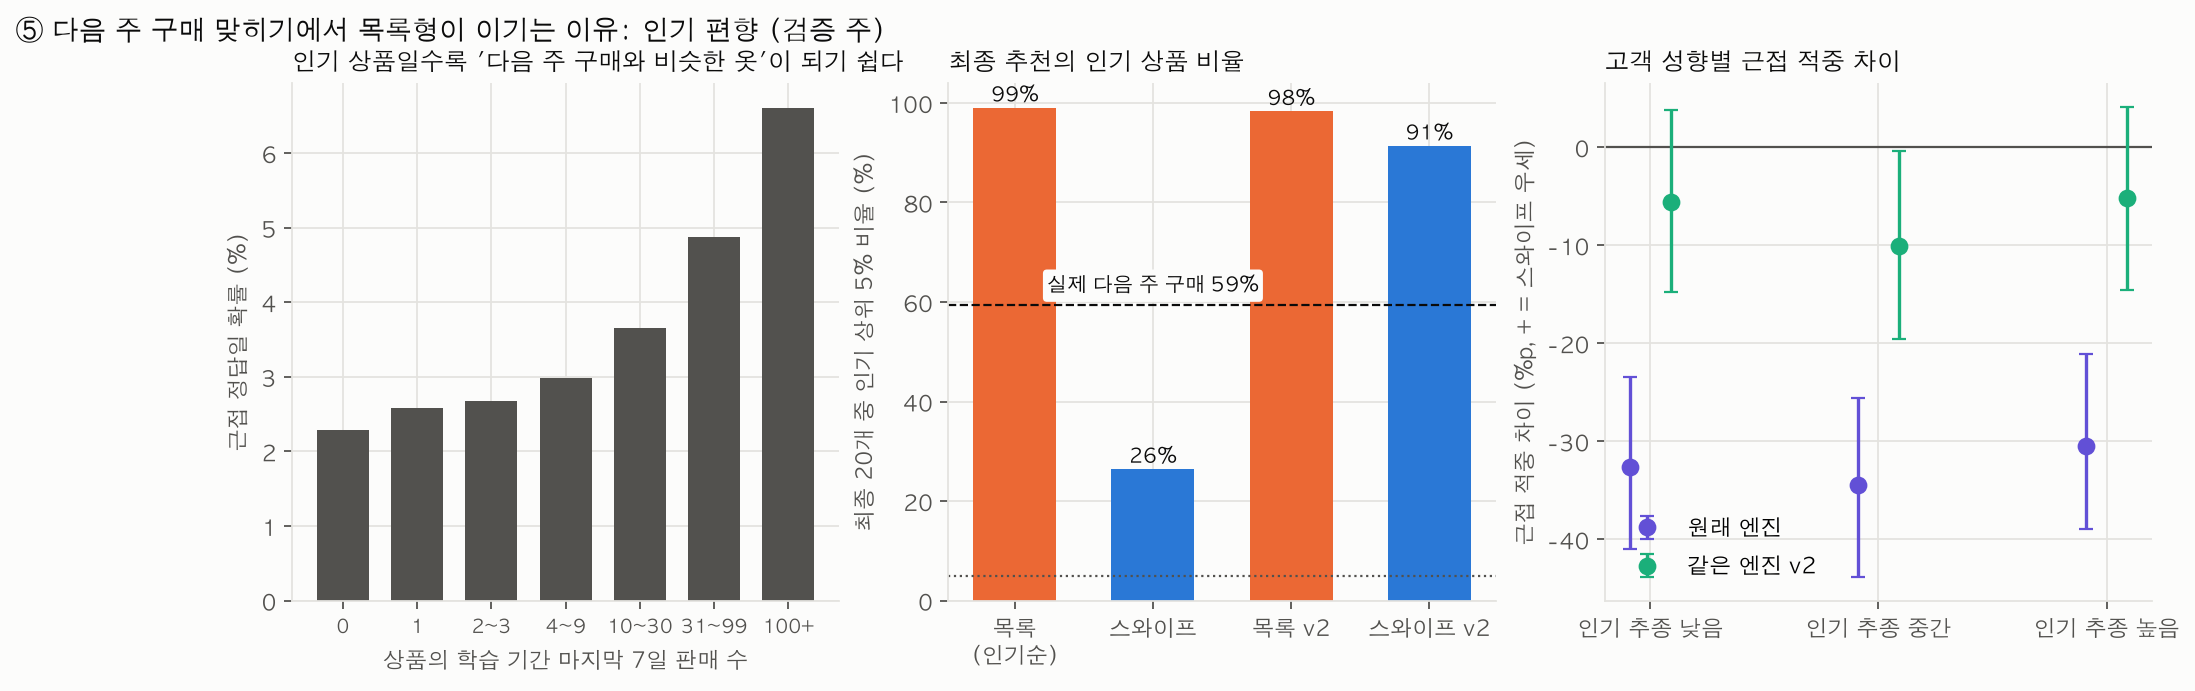 ⑤ 다음 주 구매 맞히기에서 목록형이 이기는 이유: 인기 편향 (검증 주)
인기 상품일수록 '다음 주 구매와 비슷한 옷'이 되기 쉽다
근접 정답일 확률 (%)
6
5
4
3
2
1
0
0 1 2~3 4~9 10~30 31~99 100+
상품의 학습 기간 마지막 7일 판매 수
최종 추천의 인기 상품 비율
최종 20개 중 인기 상위 5% 비율 (%)
100
80
60
40
20
0
99%
26%
98%
91%
실제 다음 주 구매 59%
목록 스와이프 목록 v2 스와이프 v2
(인기순)
고객 성향별 근접 적중 차이
근접 적중 차이 (%p, + = 스와이프 우세)
0
-10
-20
-30
-40
원래 엔진
같은 엔진 v2
인기 추종 낮음 인기 추종 중간 인기 추종 높음